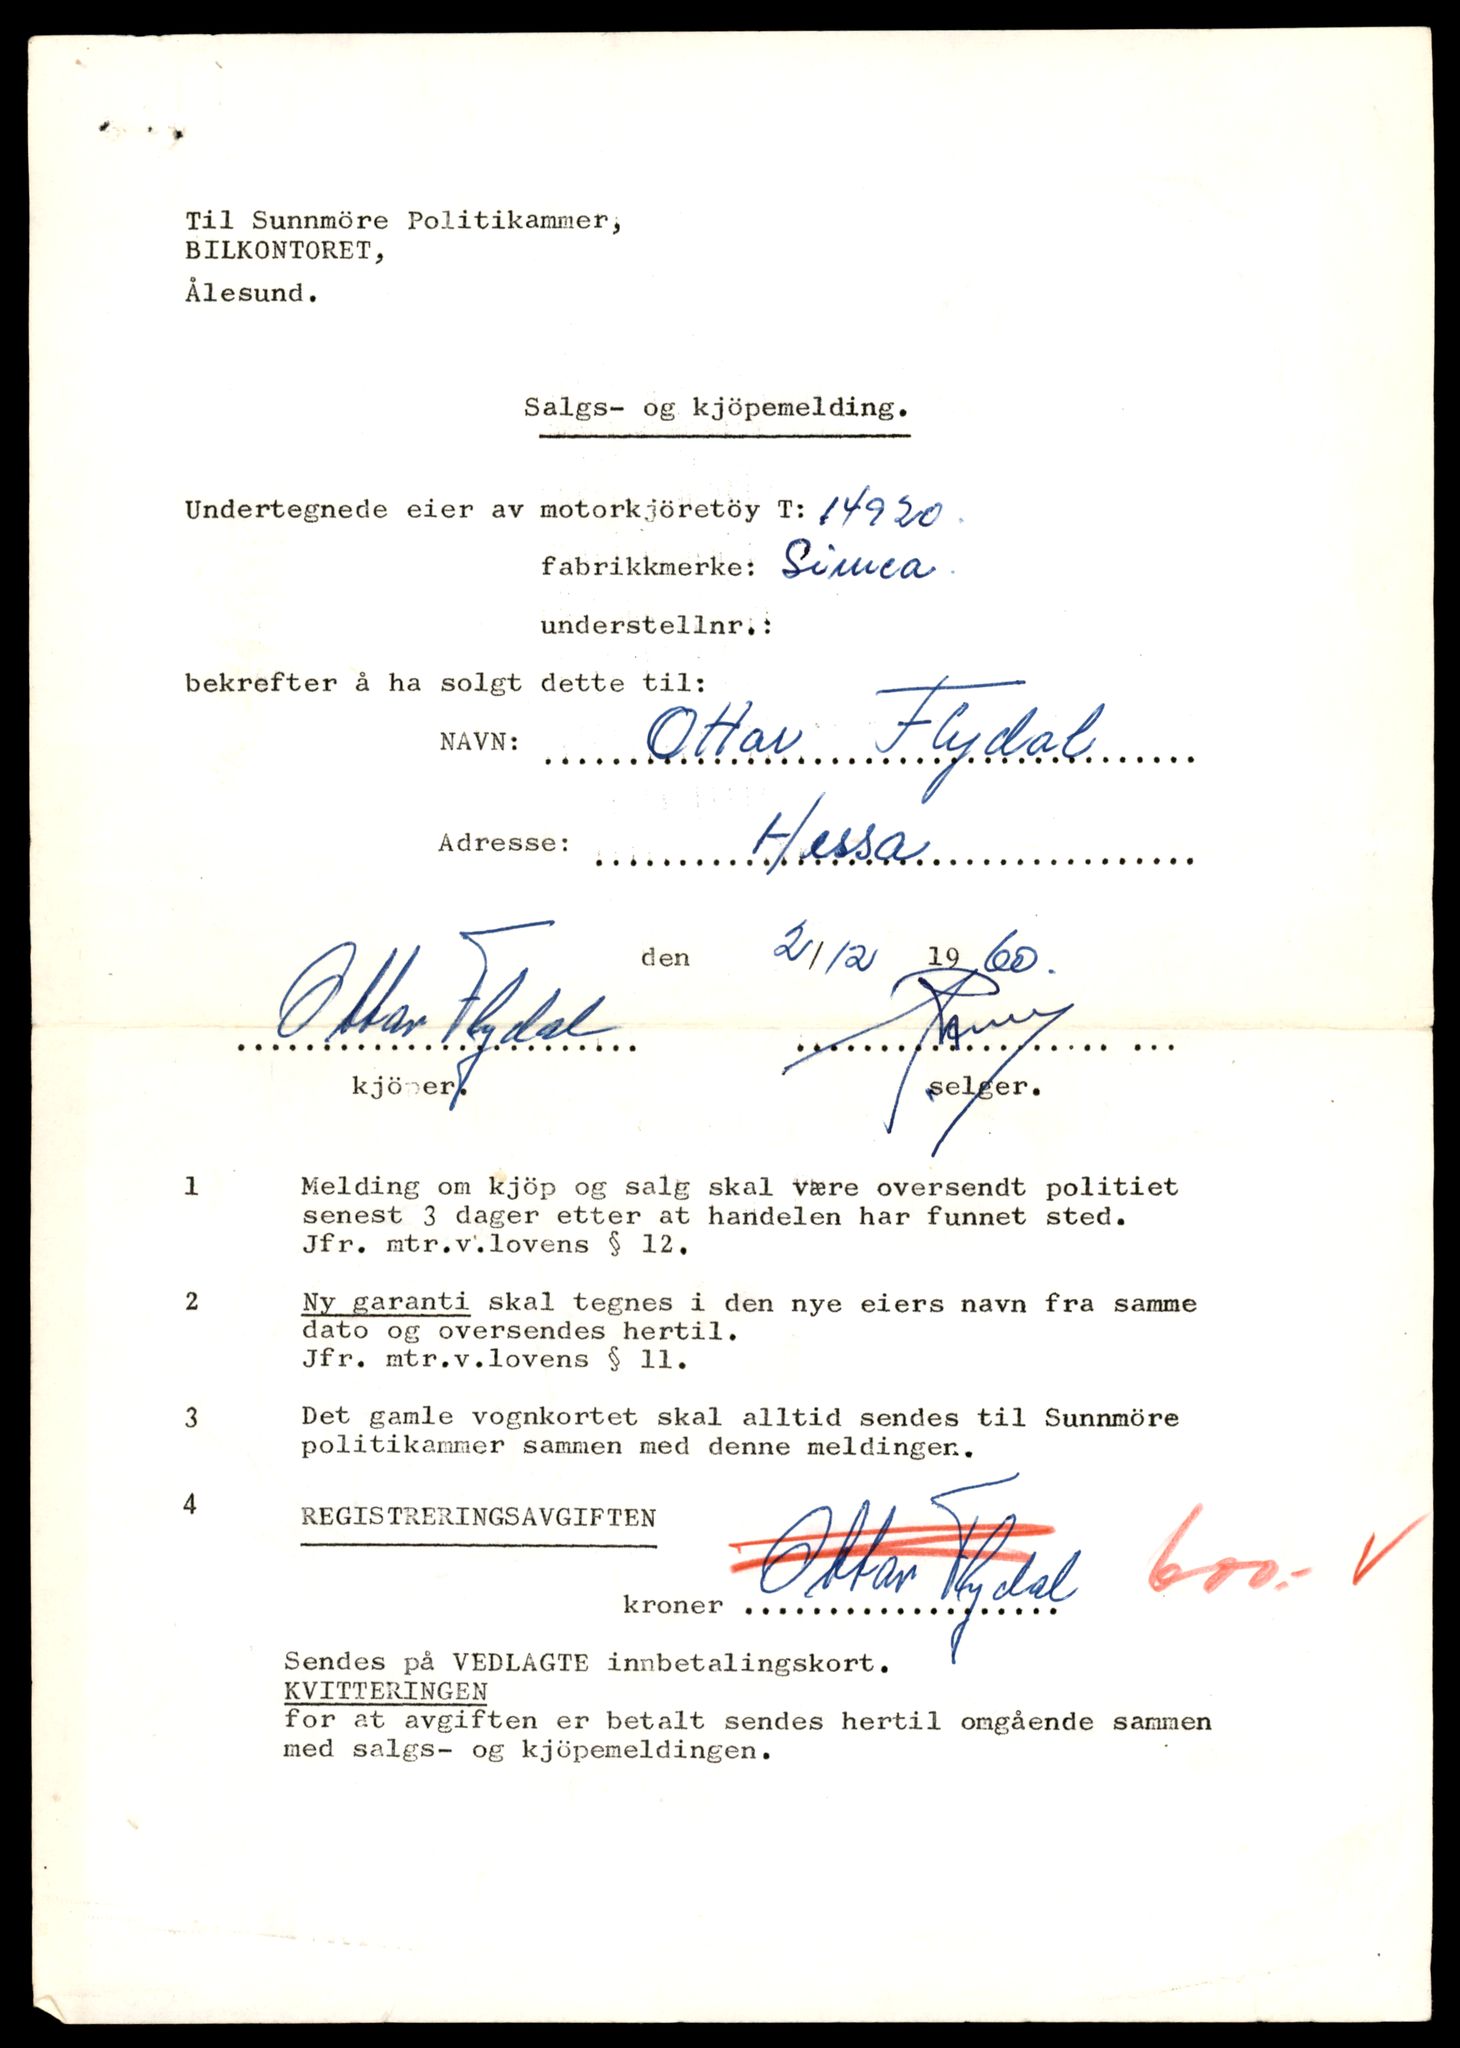 Til Sunnmöre Politikammer,
BILKONTORET,
Ålesund.
Salgs- og kjöpemelding.
Undertegnede eier av motorkjöretöy T: 14920.
fabrikkmerke: Simca.
understellnr.:
bekrefter å ha solgt dette til:
NAVN: Ottar Flydal
Adresse: Hessa
den 2/12 1960.
Ottar Flydal
kjöper. selger.
1 Melding om kjöp og salg skal være oversendt politiet
senest 3 dager etter at handelen har funnet sted.
Jfr. mtr.v.lovens § 12.
2 Ny garanti skal tegnes i den nye eiers navn fra samme
dato og oversendes hertil.
Jfr. mtr.v.lovens § 11.
3 Det gamle vognkortet skal alltid sendes til Sunnmöre
politikammer sammen med denne meldingen.
4 REGISTRERINGSAVGIFTEN
kroner Ottar Flydal 600.- V
Sendes på VEDLAGTE innbetalingskort.
KVITTERINGEN
for at avgiften er betalt sendes hertil omgående sammen
med salgs- og kjöpemeldingen.